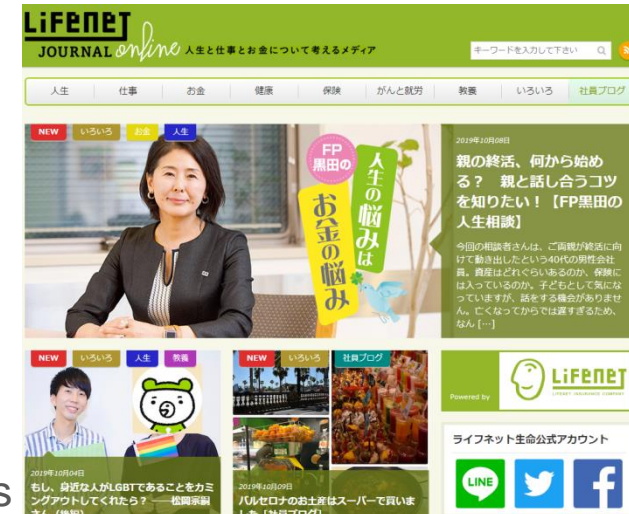 LiFENET
JOURNAL online 人生と仕事とお金について考えるメディア
キーワードを入力して下さい
人生 仕事 お金 健康 保険 がんと就労 教養 いろいろ 社員ブログ
NEW いろいろ お金 人生
FP
黒田の
人生の悩みは
お金の悩み
2019年10月08日
親の終活、何から始め
る？ 親と話し合うコツ
を知りたい！【FP黒田の
人生相談】
今回の相談者さんは、ご両親が終活に向
けて動き出したという40代の男性会社
員。資産はどれぐらいあるのか、保険に
は入っているのか。子どもとして気にな
っていますが、話をする機会がありませ
ん。亡くなってからでは遅すぎるため、
なん […]
NEW いろいろ 人生 教養
2019年10月04日
もし、身近な人がLGBTであることをカミ
ングアウトしてくれたら？ ——松岡宗嗣
NEW いろいろ 社員ブログ
2019年10月09日
バルセロナのお土産はスーパーで買いま
した【社員ブログ】
Powered by
LiFENET
LIFENET INSURANCE COMPANY
ライフネット生命公式アカウント
LINE
s